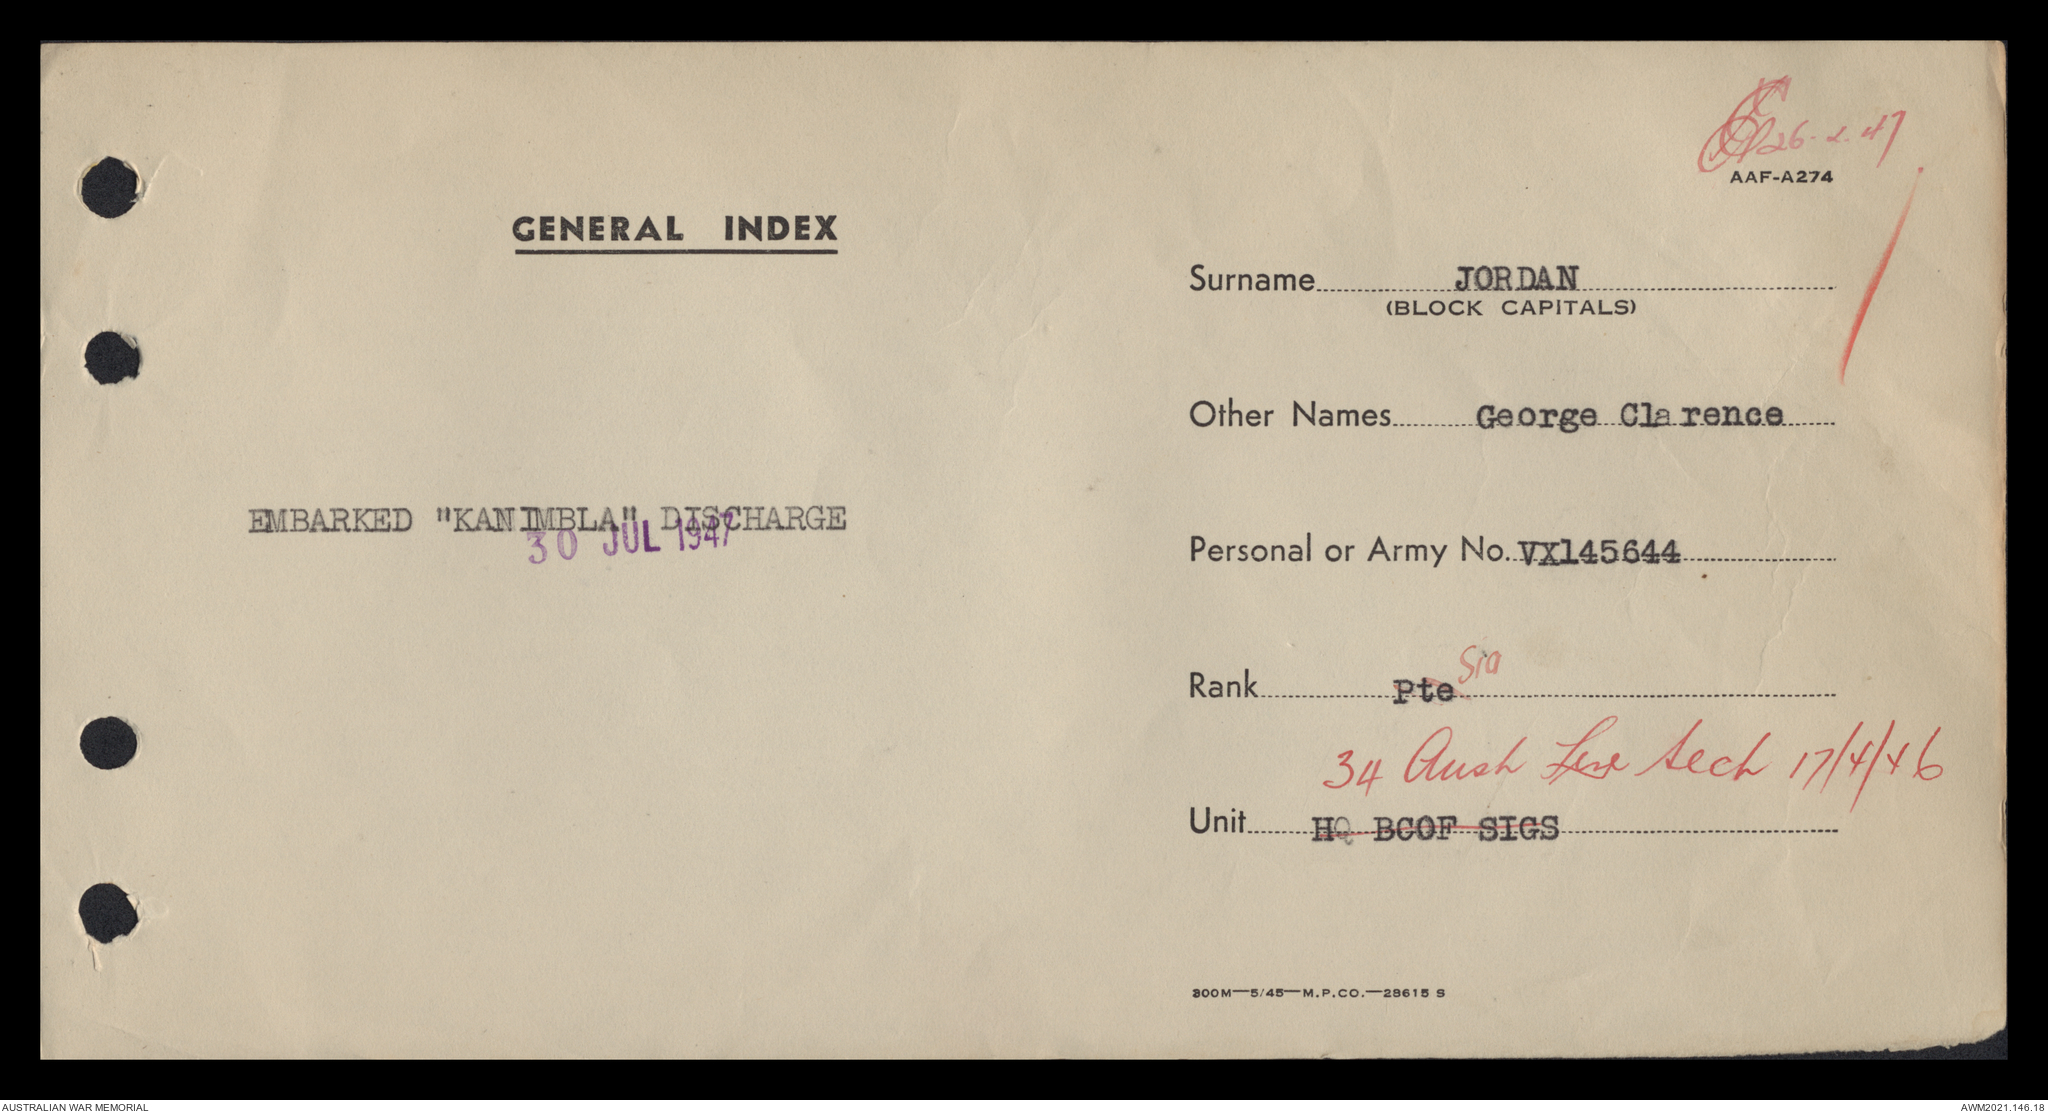 26-2-47
AAF-A274
GENERAL INDEX
Surname JORDAN
(BLOCK CAPITALS)
Other Names George Clarence
EMBARKED "KANIMBLA" DISCHARGE
30 JUL 1947
Personal or Army No. VX145644
Rank Pte Sig
34 Aust Line Sect 17/4/46
Unit HQ BCOF SIGS
300M—5/45—M.P.CO.—28615 S
AUSTRALIAN WAR MEMORIAL
AWM2021.146.18